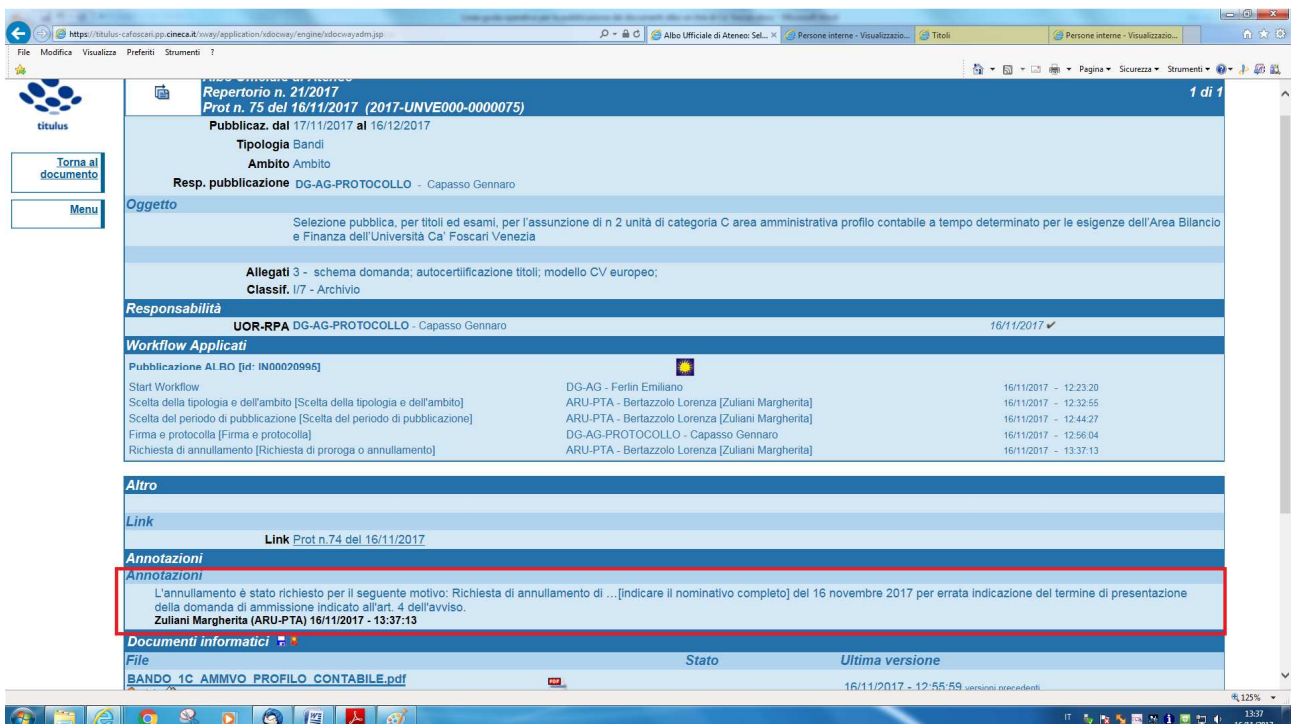 https://titulus-cafoscari.pp.cineca.it/xway/application/xdocway/engine/xdocwayadm.jsp
Albo Ufficiale di Ateneo: Sel...
Persone interne - Visualizzazio...
Titoli
Persone interne - Visualizzazio...
File Modifica Visualizza Preferiti Strumenti ?
Pagina Sicurezza Strumenti
titulus
Torna al documento
Menu
Albo Ufficiale di Ateneo
Repertorio n. 21/2017
1 di 1
Prot n. 75 del 16/11/2017 (2017-UNVE000-0000075)
Pubblicaz. dal 17/11/2017 al 16/12/2017
Tipologia Bandi
Ambito Ambito
Resp. pubblicazione DG-AG-PROTOCOLLO - Capasso Gennaro
Oggetto
Selezione pubblica, per titoli ed esami, per l'assunzione di n 2 unità di categoria C area amministrativa profilo contabile a tempo determinato per le esigenze dell'Area Bilancio
e Finanza dell'Università Ca' Foscari Venezia
Allegati 3 - schema domanda; autocertiificazione titoli; modello CV europeo;
Classif. I/7 - Archivio
Responsabilità
UOR-RPA DG-AG-PROTOCOLLO - Capasso Gennaro 16/11/2017 ✔
Workflow Applicati
Pubblicazione ALBO [id: IN00020995]
Start Workflow DG-AG - Ferlin Emiliano 16/11/2017 - 12:23:20
Scelta della tipologia e dell'ambito [Scelta della tipologia e dell'ambito] ARU-PTA - Bertazzolo Lorenza [Zuliani Margherita] 16/11/2017 - 12:32:55
Scelta del periodo di pubblicazione [Scelta del periodo di pubblicazione] ARU-PTA - Bertazzolo Lorenza [Zuliani Margherita] 16/11/2017 - 12:44:27
Firma e protocolla [Firma e protocolla] DG-AG-PROTOCOLLO - Capasso Gennaro 16/11/2017 - 12:56:04
Richiesta di annullamento [Richiesta di proroga o annullamento] ARU-PTA - Bertazzolo Lorenza [Zuliani Margherita] 16/11/2017 - 13:37:13
Altro
Link
Link Prot n.74 del 16/11/2017
Annotazioni
Annotazioni
L'annullamento è stato richiesto per il seguente motivo: Richiesta di annullamento di …[indicare il nominativo completo] del 16 novembre 2017 per errata indicazione del termine di presentazione
della domanda di ammissione indicato all'art. 4 dell'avviso.
Zuliani Margherita (ARU-PTA) 16/11/2017 - 13:37:13
Documenti informatici
File Stato Ultima versione
BANDO_1C_AMMVO_PROFILO_CONTABILE.pdf
16/11/2017 - 12:55:59 versioni precedenti
125%
IT
13:37
16/11/2017